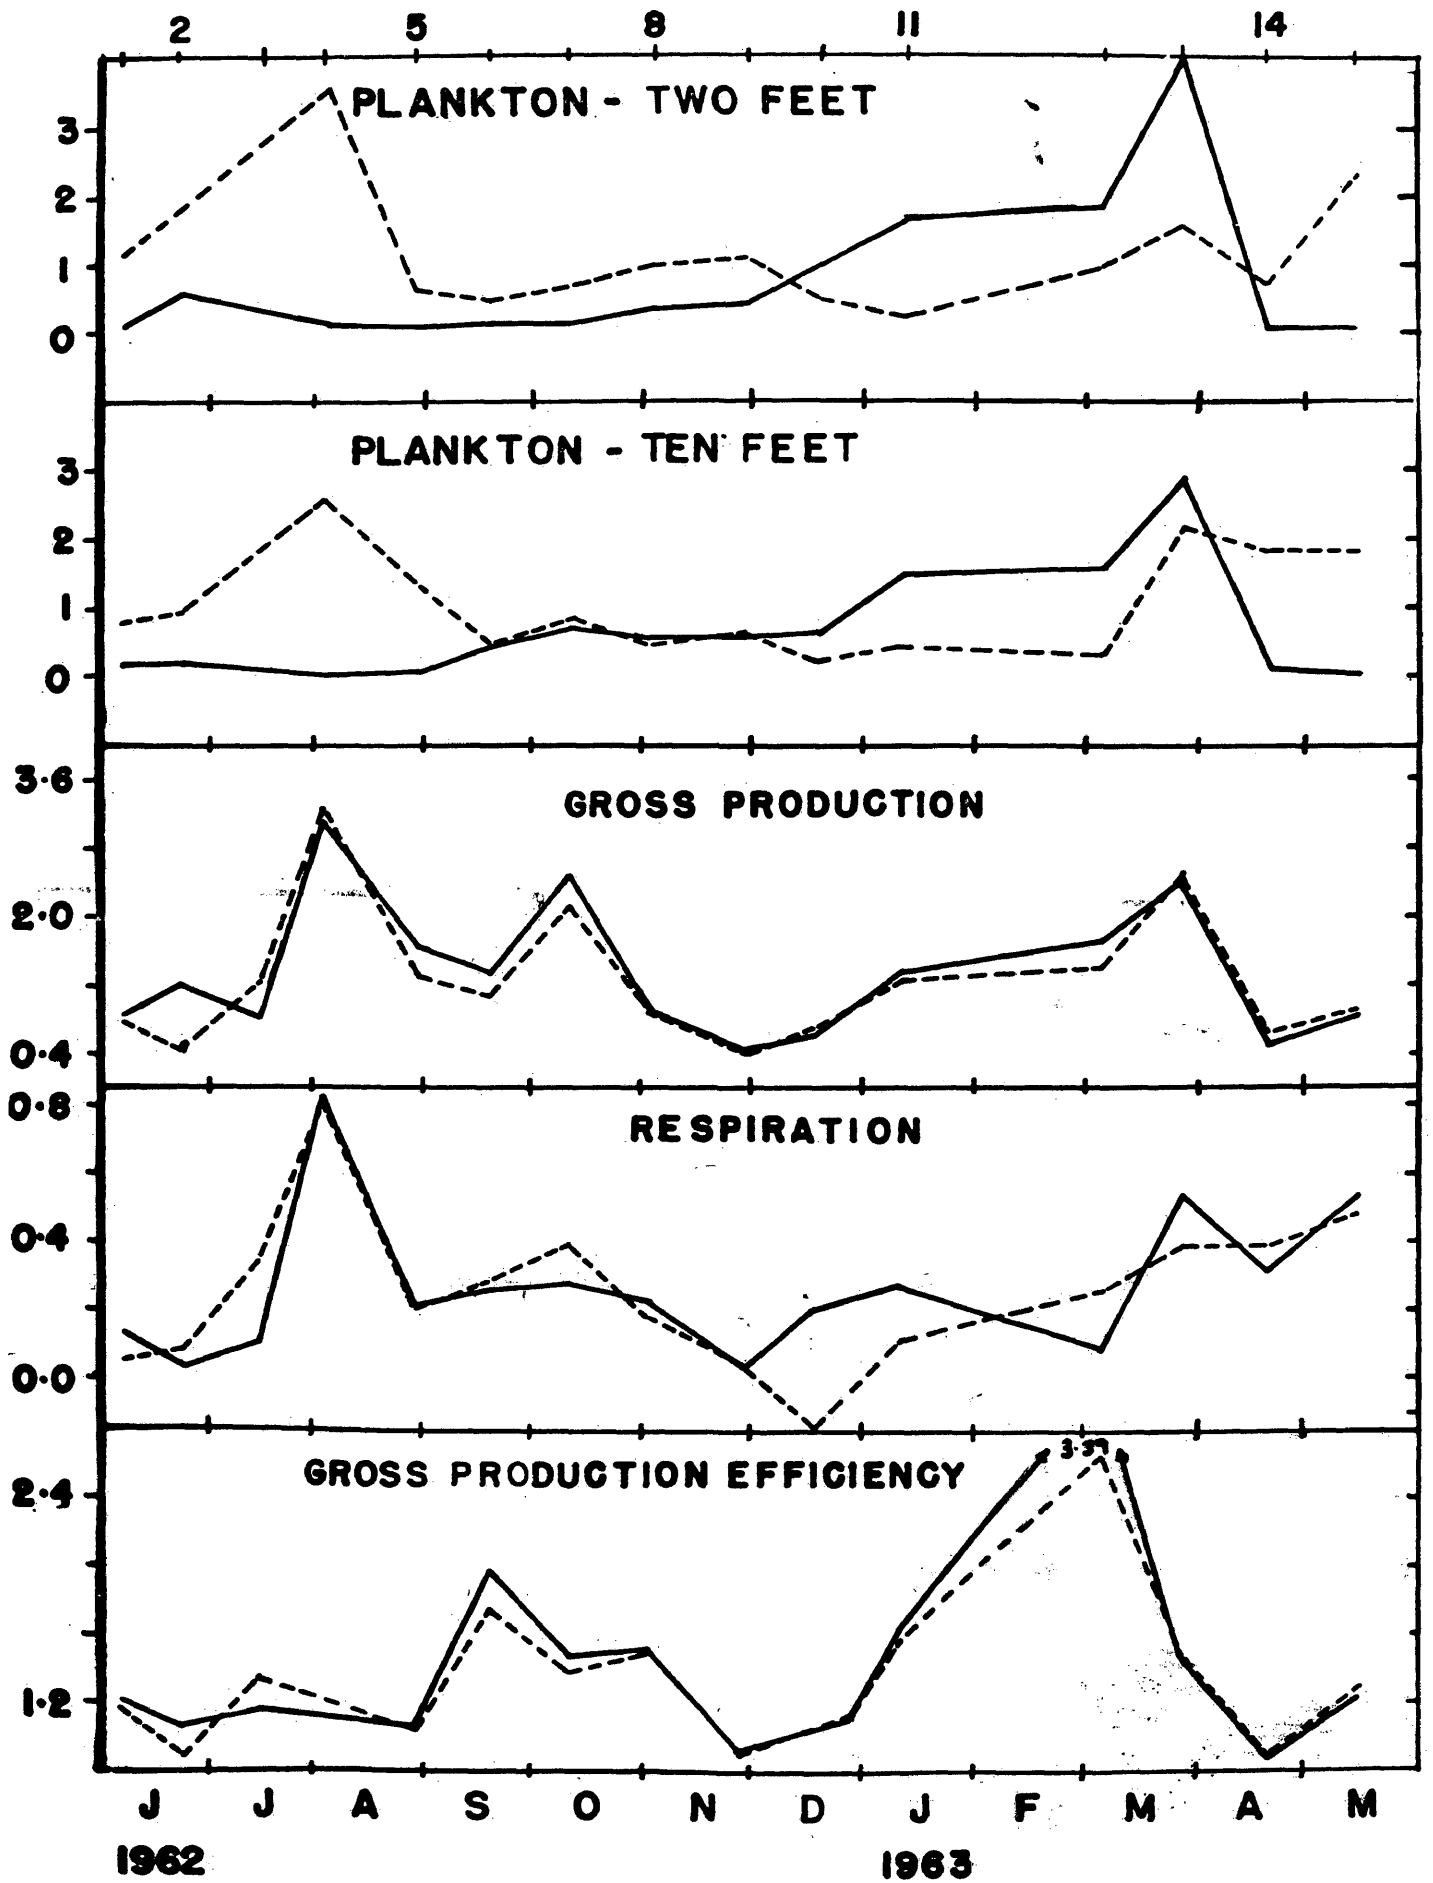 2 5 8 11 14
PLANKTON - TWO FEET
3
2
1
0
PLANKTON - TEN FEET
3
2
1
0
3.6
GROSS PRODUCTION
2.0
0.4
0.8
RESPIRATION
0.4
0.0
3.39
GROSS PRODUCTION EFFICIENCY
2.4
1.2
J J A S O N D J F M A M
1962 1963